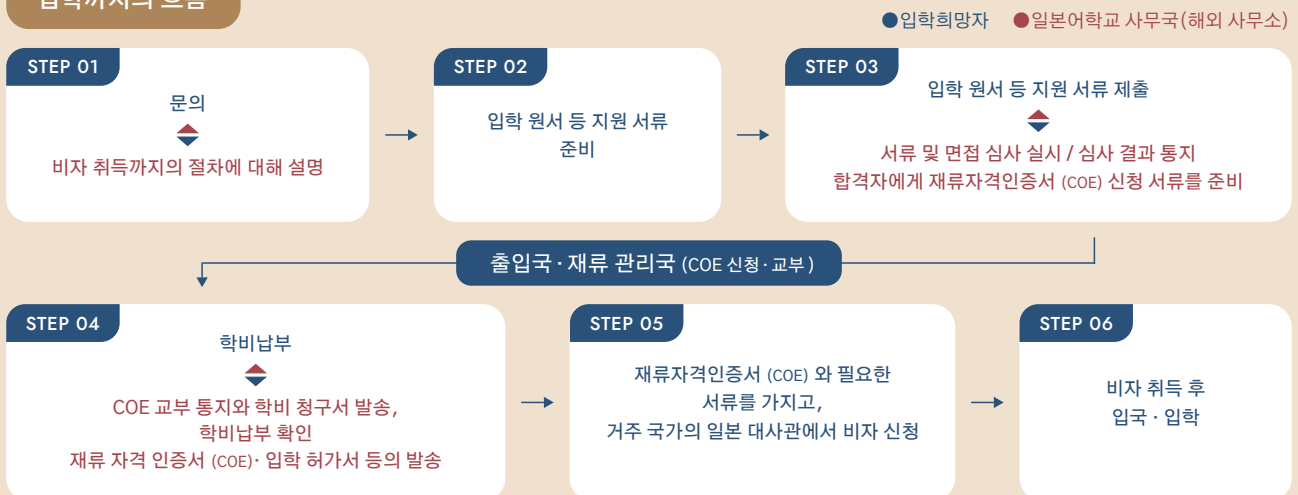 입학까지의 흐름
●입학희망자 ●일본어학교 사무국(해외 사무소)
STEP 01
문의
비자 취득까지의 절차에 대해 설명
STEP 02
입학 원서 등 지원 서류
준비
STEP 03
입학 원서 등 지원 서류 제출
서류 및 면접 심사 실시 / 심사 결과 통지
합격자에게 재류자격인증서 (COE) 신청 서류를 준비
출입국·재류 관리국 (COE 신청·교부)
STEP 04
학비납부
COE 교부 통지와 학비 청구서 발송,
학비납부 확인
재류 자격 인증서 (COE)· 입학 허가서 등의 발송
STEP 05
재류자격인증서 (COE) 와 필요한
서류를 가지고,
거주 국가의 일본 대사관에서 비자 신청
STEP 06
비자 취득 후
입국 · 입학